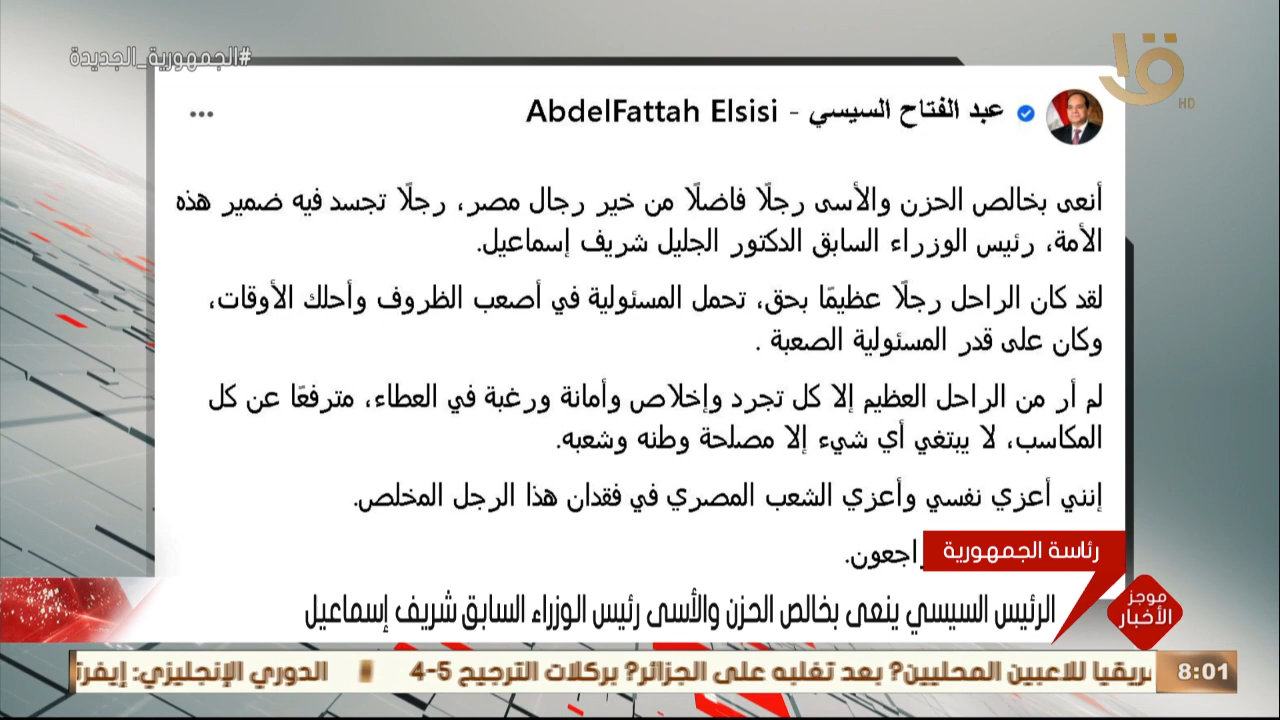 #الجمهورية_الجديدة
HD
عبد الفتاح السيسي - AbdelFattah Elsisi
أنعى بخالص الحزن والأسى رجلًا فاضلًا من خير رجال مصر، رجلًا تجسد فيه ضمير هذه
الأمة، رئيس الوزراء السابق الدكتور الجليل شريف إسماعيل.
لقد كان الراحل رجلًا عظيمًا بحق، تحمل المسئولية في أصعب الظروف وأحلك الأوقات،
وكان على قدر المسئولية الصعبة .
لم أر من الراحل العظيم إلا كل تجرد وإخلاص وأمانة ورغبة في العطاء، مترفعًا عن كل
المكاسب، لا يبتغي أي شيء إلا مصلحة وطنه وشعبه.
إنني أعزي نفسي وأعزي الشعب المصري في فقدان هذا الرجل المخلص.
راجعون.
رئاسة الجمهورية
موجز
الأخبار
الرئيس السيسي ينعى بخالص الحزن والأسى رئيس الوزراء السابق شريف إسماعيل
8:01
للاعبين المحليين? بعد تغلبه على الجزائر? بركلات الترجيح 5-4
الدوري الإنجليزي: